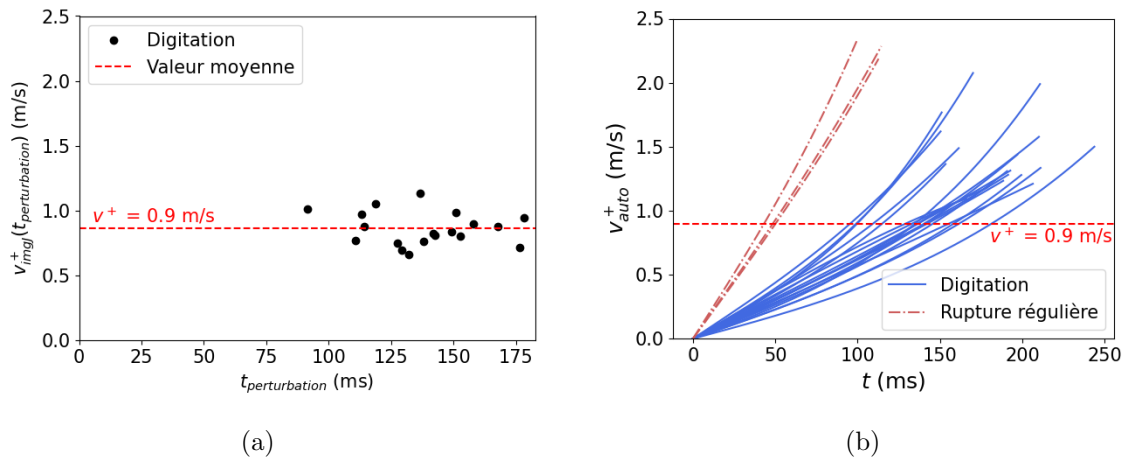 2.5
2.0
1.5
1.0
0.5
0.0
v⁺img(tperturbation) (m/s)
Digitation
Valeur moyenne
v⁺ = 0.9 m/s
0 25 50 75 100 125 150 175
tperturbation (ms)
(a)
2.5
2.0
1.5
1.0
0.5
0.0
v⁺auto (m/s)
v⁺ = 0.9 m/s
Digitation
Rupture régulière
0 50 100 150 200 250
t (ms)
(b)